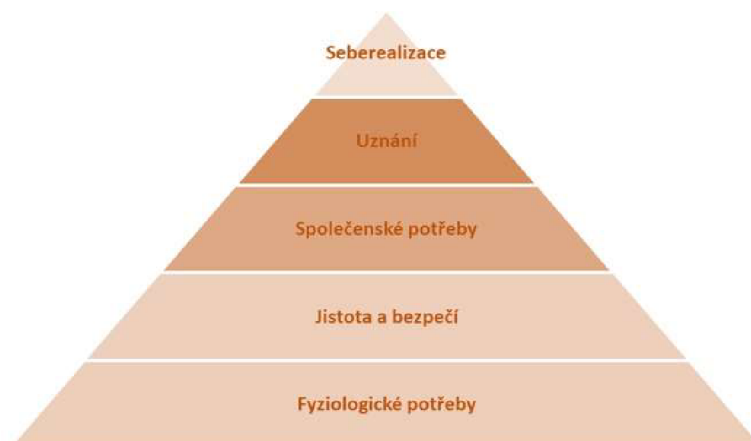 Seberealizace
Uznání
Společenské potřeby
Jistota a bezpečí
Fyziologické potřeby